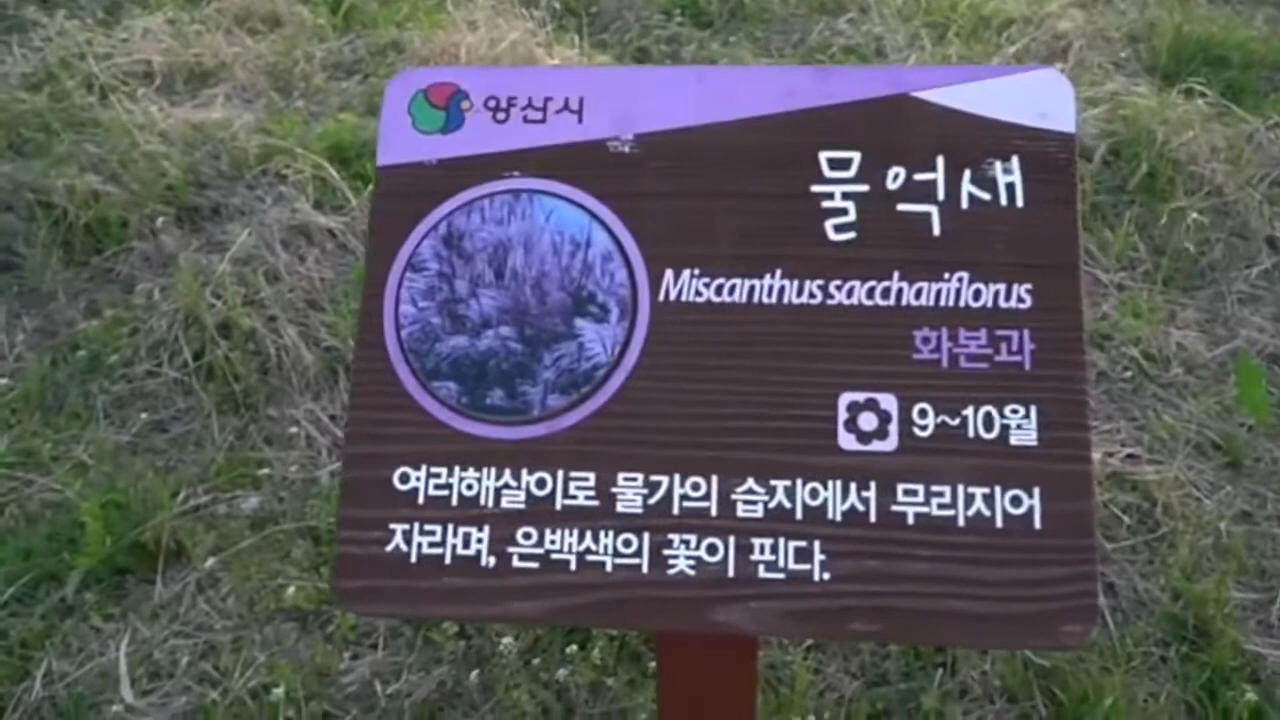 양산시
물억새
Miscanthus sacchariflorus
화본과
9~10월
여러해살이로 물가의 습지에서 무리지어
자라며, 은백색의 꽃이 핀다.